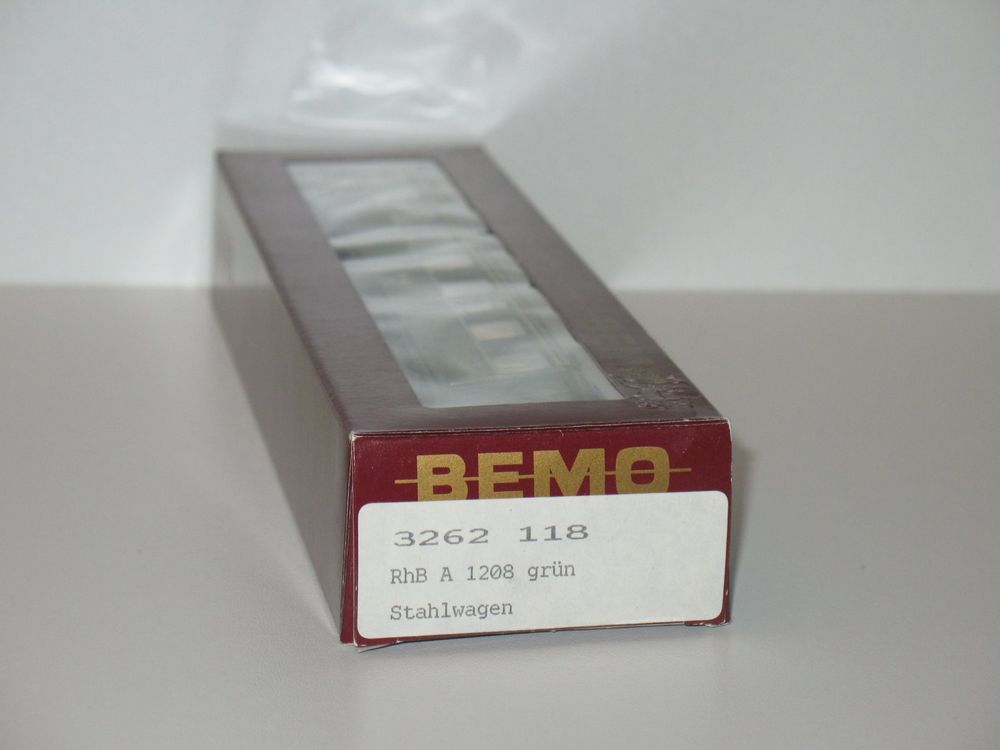 BEMO
3262 118
RhB A 1208 grün
Stahlwagen